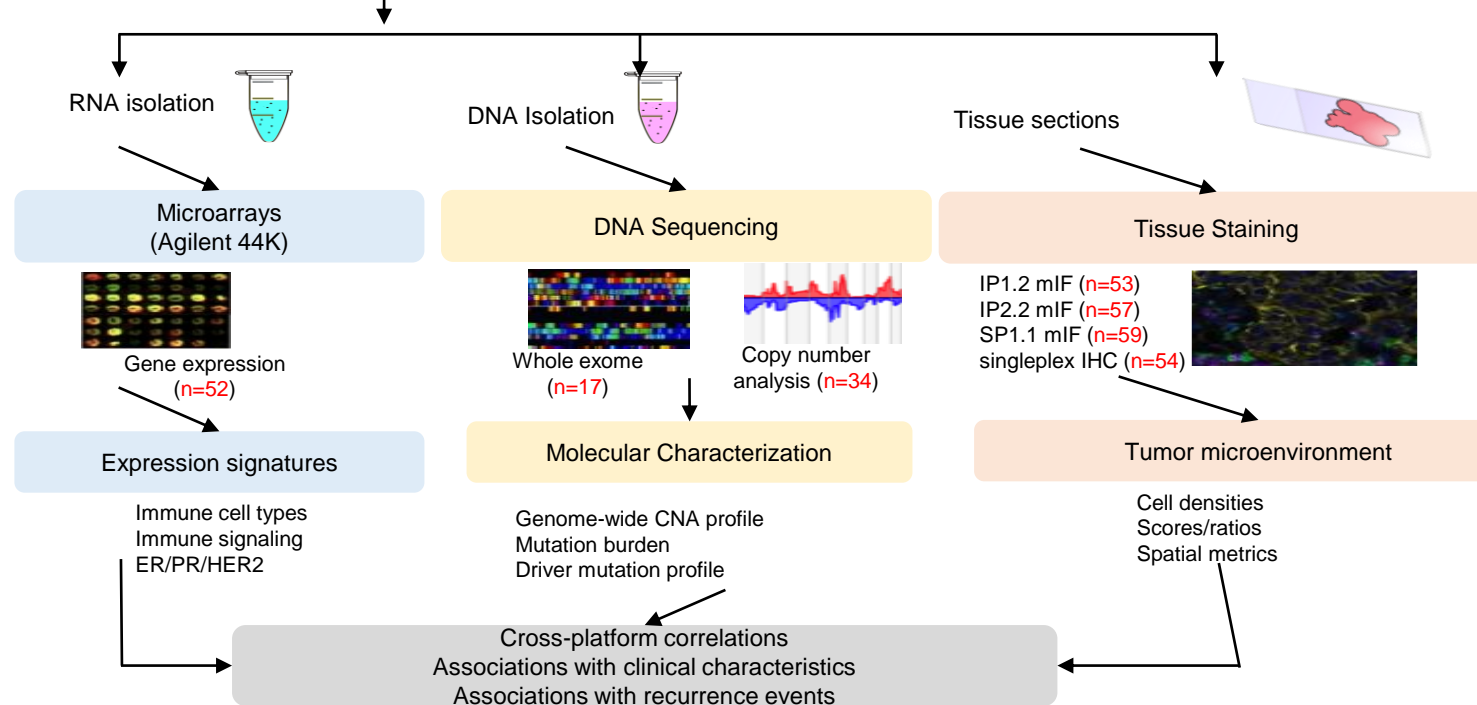 RNA isolation
DNA Isolation
Tissue sections
Microarrays
(Agilent 44K)
DNA Sequencing
Tissue Staining
Gene expression
(n=52)
Whole exome
(n=17)
Copy number
analysis (n=34)
IP1.2 mIF (n=53)
IP2.2 mIF (n=57)
SP1.1 mIF (n=59)
singleplex IHC (n=54)
Expression signatures
Molecular Characterization
Tumor microenvironment
Immune cell types
Immune signaling
ER/PR/HER2
Genome-wide CNA profile
Mutation burden
Driver mutation profile
Cell densities
Scores/ratios
Spatial metrics
Cross-platform correlations
Associations with clinical characteristics
Associations with recurrence events